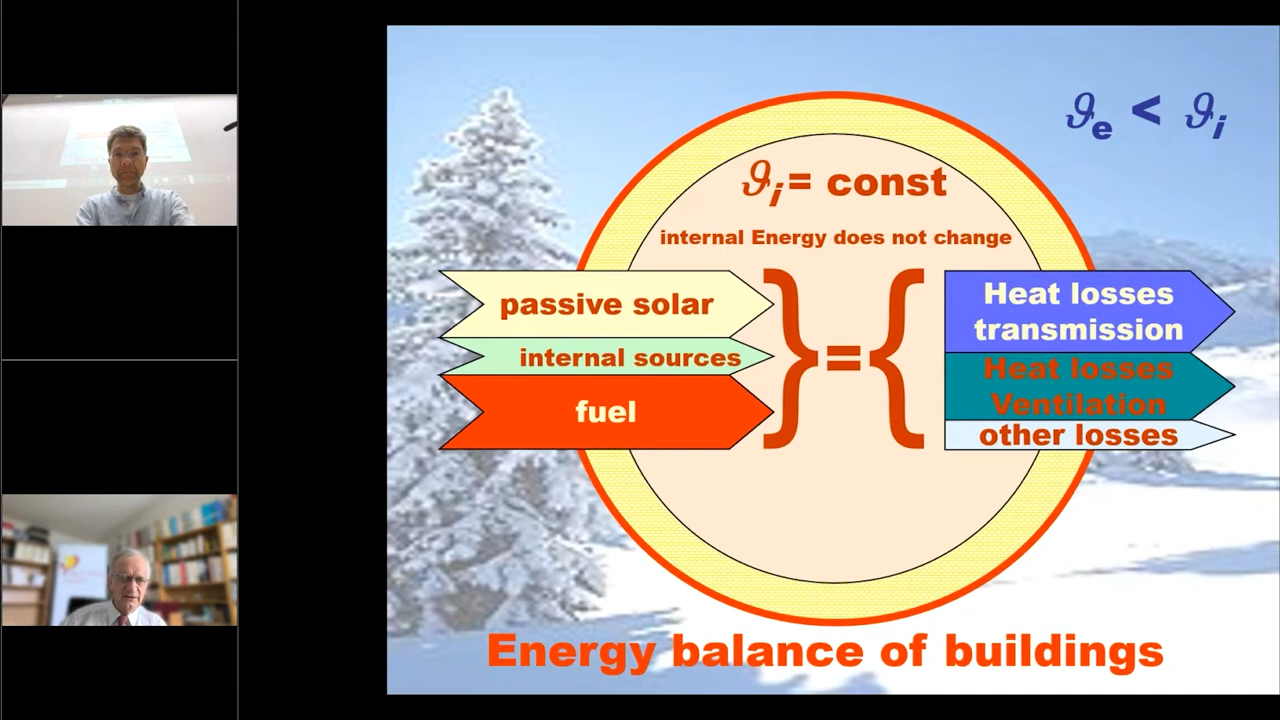 ϑe < ϑi
ϑi = const
internal Energy does not change
passive solar
internal sources
fuel
} = {
Heat losses
transmission
Heat losses
Ventilation
other losses
Energy balance of buildings